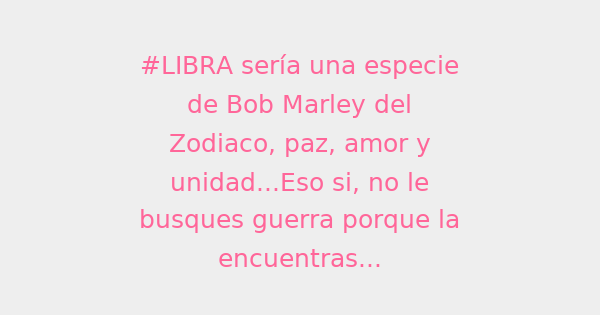 #LIBRA sería una especie
de Bob Marley del
Zodiaco, paz, amor y
unidad...Eso si, no le
busques guerra porque la
encuentras...